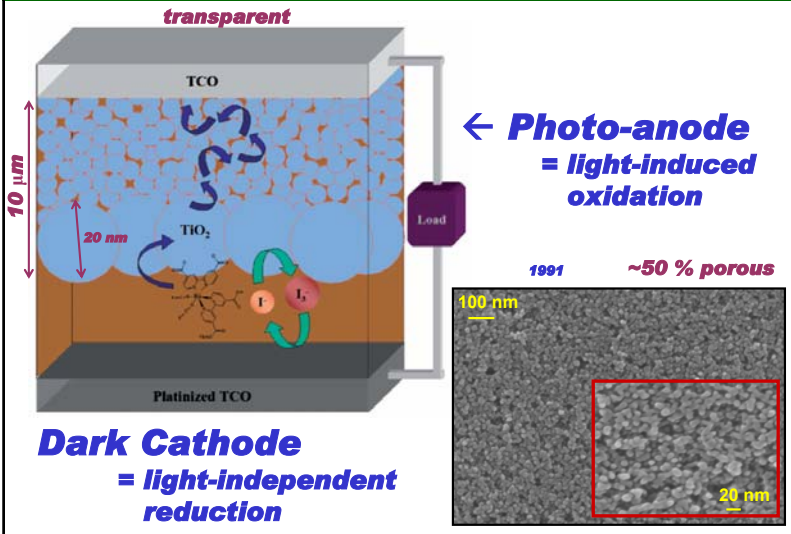 transparent
TCO
← Photo-anode
= light-induced
oxidation
10 μm
20 nm
TiO₂
Load
I⁻
I₃⁻
1991
~50 % porous
100 nm
20 nm
Platinized TCO
Dark Cathode
= light-independent
reduction